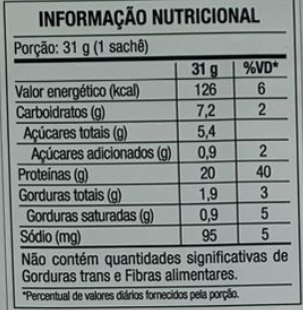 INFORMAÇÃO NUTRICIONAL
Porção: 31 g (1 sachê)
31 g %VD*
Valor energético (kcal) 126 6
Carboidratos (g) 7,2 2
Açúcares totais (g) 5,4
Açúcares adicionados (g) 0,9 2
Proteínas (g) 20 40
Gorduras totais (g) 1,9 3
Gorduras saturadas (g) 0,9 5
Sódio (mg) 95 5
Não contém quantidades significativas de
Gorduras trans e Fibras alimentares.
*Percentual de valores diários fornecidos pela porção.